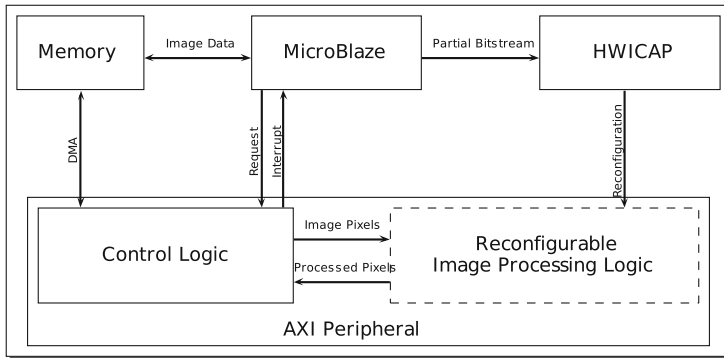 Memory
Image Data
MicroBlaze
Partial Bitstream
HWICAP
DMA
Request
Interrupt
Reconfiguration
Control Logic
Image Pixels
Processed Pixels
Reconfigurable
Image Processing Logic
AXI Peripheral